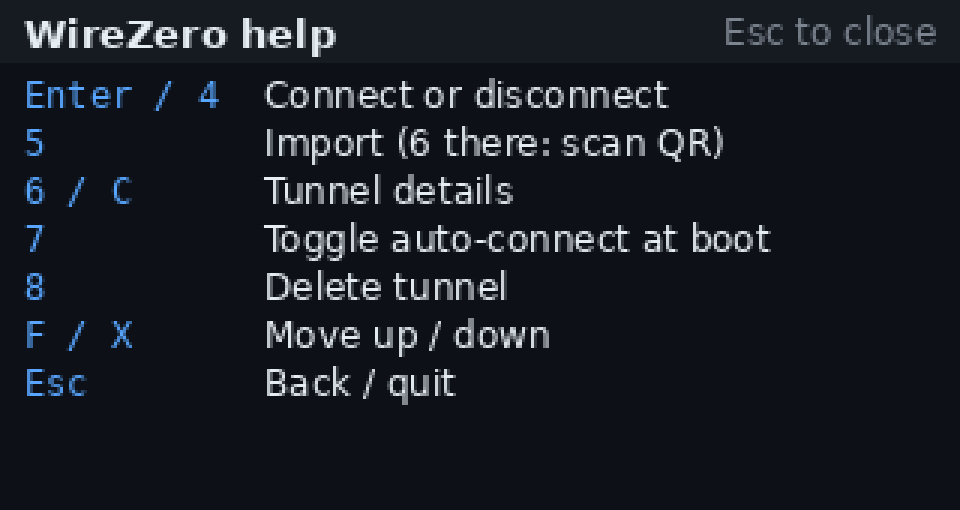 WireZero help Esc to close
Enter / 4 Connect or disconnect
5 Import (6 there: scan QR)
6 / C Tunnel details
7 Toggle auto-connect at boot
8 Delete tunnel
F / X Move up / down
Esc Back / quit